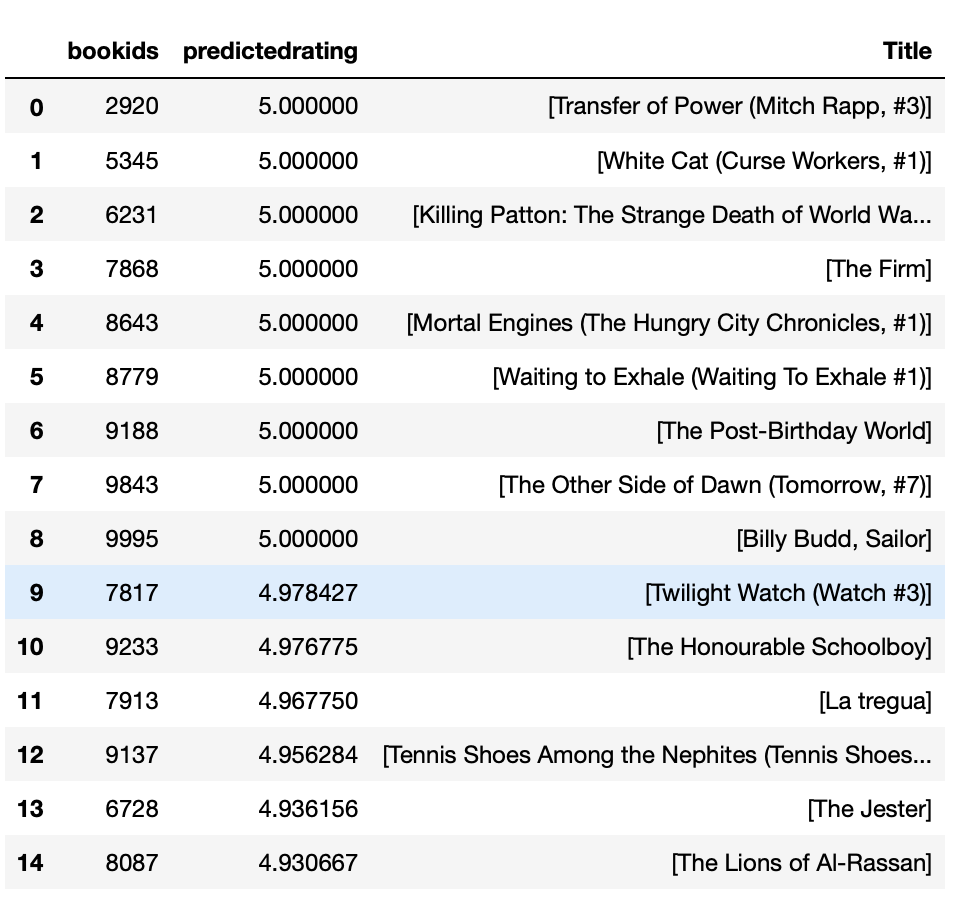 bookids predictedrating Title
0 2920 5.000000 [Transfer of Power (Mitch Rapp, #3)]
1 5345 5.000000 [White Cat (Curse Workers, #1)]
2 6231 5.000000 [Killing Patton: The Strange Death of World Wa...
3 7868 5.000000 [The Firm]
4 8643 5.000000 [Mortal Engines (The Hungry City Chronicles, #1)]
5 8779 5.000000 [Waiting to Exhale (Waiting To Exhale #1)]
6 9188 5.000000 [The Post-Birthday World]
7 9843 5.000000 [The Other Side of Dawn (Tomorrow, #7)]
8 9995 5.000000 [Billy Budd, Sailor]
9 7817 4.978427 [Twilight Watch (Watch #3)]
10 9233 4.976775 [The Honourable Schoolboy]
11 7913 4.967750 [La tregua]
12 9137 4.956284 [Tennis Shoes Among the Nephites (Tennis Shoes...
13 6728 4.936156 [The Jester]
14 8087 4.930667 [The Lions of Al-Rassan]